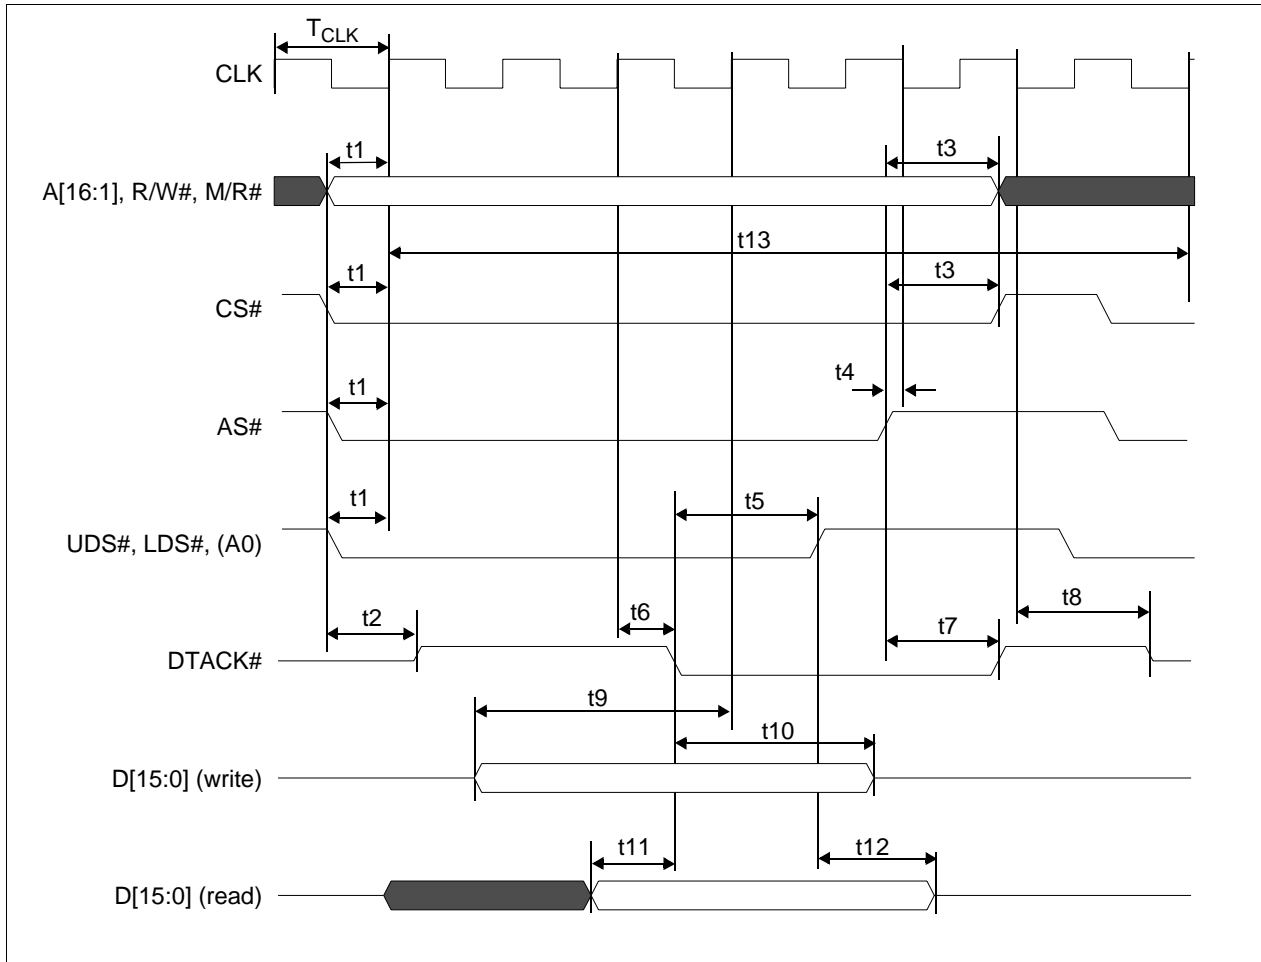 TCLK
CLK
t1 t3
A[16:1], R/W#, M/R#
t13
t1 t3
CS#
t4
t1
AS#
t1 t5
UDS#, LDS#, (A0)
t2 t6 t7 t8
DTACK#
t9
t10
D[15:0] (write)
t11 t12
D[15:0] (read)